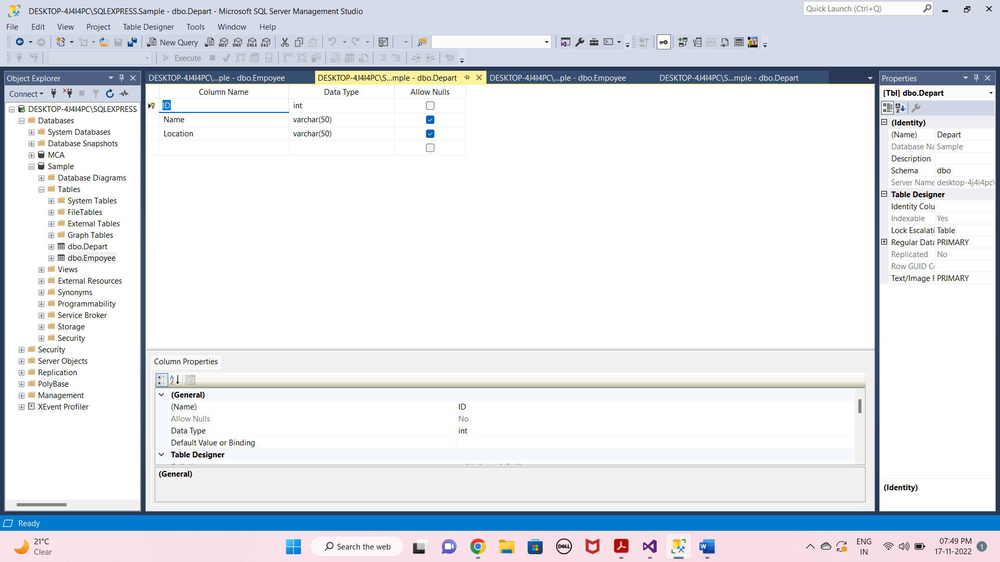 DESKTOP-4J4I4PC\SQLEXPRESS.Sample - dbo.Depart - Microsoft SQL Server Management Studio
Quick Launch (Ctrl+Q)
File Edit View Project Table Designer Tools Window Help
New Query
MDX DMX XMLA DAX
Execute
Object Explorer
Connect
DESKTOP-4J4I4PC\SQLEXPRESS
Databases
System Databases
Database Snapshots
MCA
Sample
Database Diagrams
Tables
System Tables
FileTables
External Tables
Graph Tables
dbo.Depart
dbo.Empoyee
Views
External Resources
Synonyms
Programmability
Service Broker
Storage
Security
Security
Server Objects
Replication
PolyBase
Management
XEvent Profiler
DESKTOP-4J4I4PC\...ple - dbo.Empoyee
DESKTOP-4J4I4PC\S...mple - dbo.Depart
DESKTOP-4J4I4PC\...ple - dbo.Empoyee
DESKTOP-4J4I4PC\S...mple - dbo.Depart
Column Name Data Type Allow Nulls
ID int
Name varchar(50)
Location varchar(50)
Column Properties
(General)
(Name) ID
Allow Nulls No
Data Type int
Default Value or Binding
Table Designer
(General)
Properties
[Tbl] dbo.Depart
(Identity)
(Name) Depart
Database Na Sample
Description
Schema dbo
Server Name desktop-4j4i4pc\
Table Designer
Identity Colu
Indexable Yes
Lock Escalati Table
Regular Data PRIMARY
Replicated No
Row GUID Co
Text/Image F PRIMARY
(Identity)
Ready
21°C
Clear
Search the web
DELL
ENG
IN
07:49 PM
17-11-2022
1